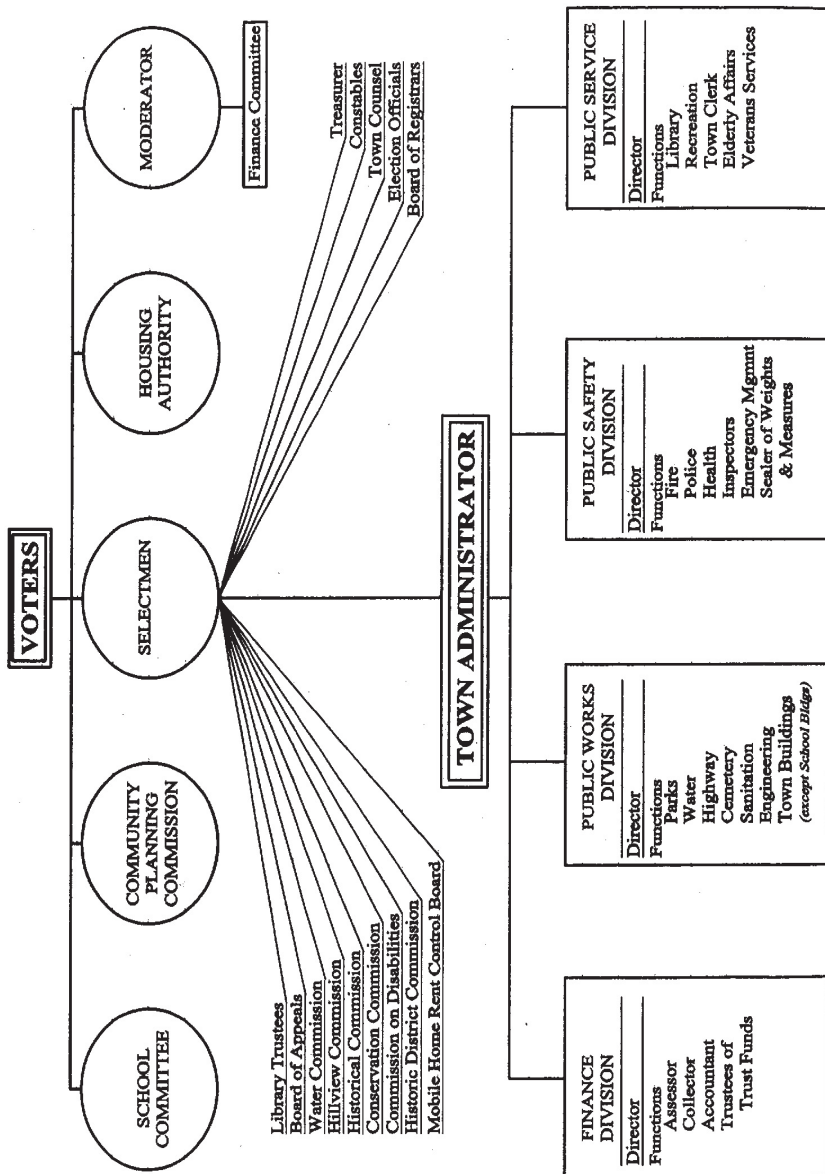 VOTERS
SCHOOL
COMMITTEE
COMMUNITY
PLANNING
COMMISSION
SELECTMEN
HOUSING
AUTHORITY
MODERATOR
Finance Committee
Library Trustees
Board of Appeals
Water Commission
Hillview Commission
Historical Commission
Conservation Commission
Commission on Disabilities
Historic District Commission
Mobile Home Rent Control Board
Treasurer
Constables
Town Counsel
Election Officials
Board of Registrars
TOWN ADMINISTRATOR
FINANCE
DIVISION
Director
Functions
Assessor
Collector
Accountant
Trustees of
Trust Funds
PUBLIC WORKS
DIVISION
Director
Functions
Parks
Water
Highway
Cemetery
Sanitation
Engineering
Town Buildings
(except School Bldgs)
PUBLIC SAFETY
DIVISION
Director
Functions
Fire
Police
Health
Inspectors
Emergency Mgmnt
Sealer of Weights
& Measures
PUBLIC SERVICE
DIVISION
Director
Functions
Library
Recreation
Town Clerk
Elderly Affairs
Veterans Services